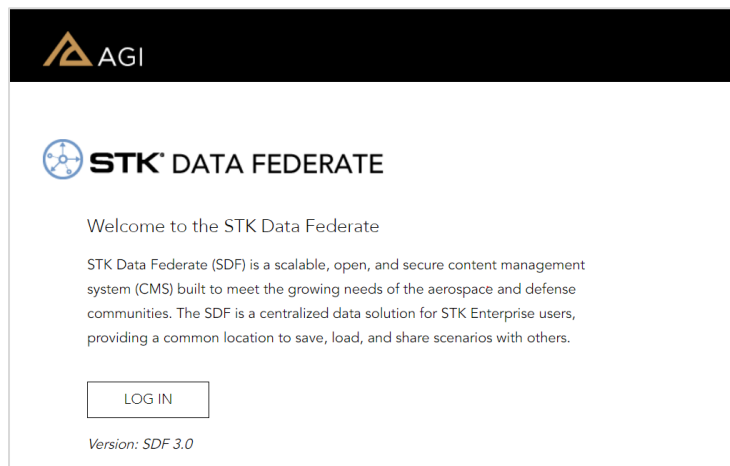 AGI
STK® DATA FEDERATE
Welcome to the STK Data Federate
STK Data Federate (SDF) is a scalable, open, and secure content management
system (CMS) built to meet the growing needs of the aerospace and defense
communities. The SDF is a centralized data solution for STK Enterprise users,
providing a common location to save, load, and share scenarios with others.
LOG IN
Version: SDF 3.0